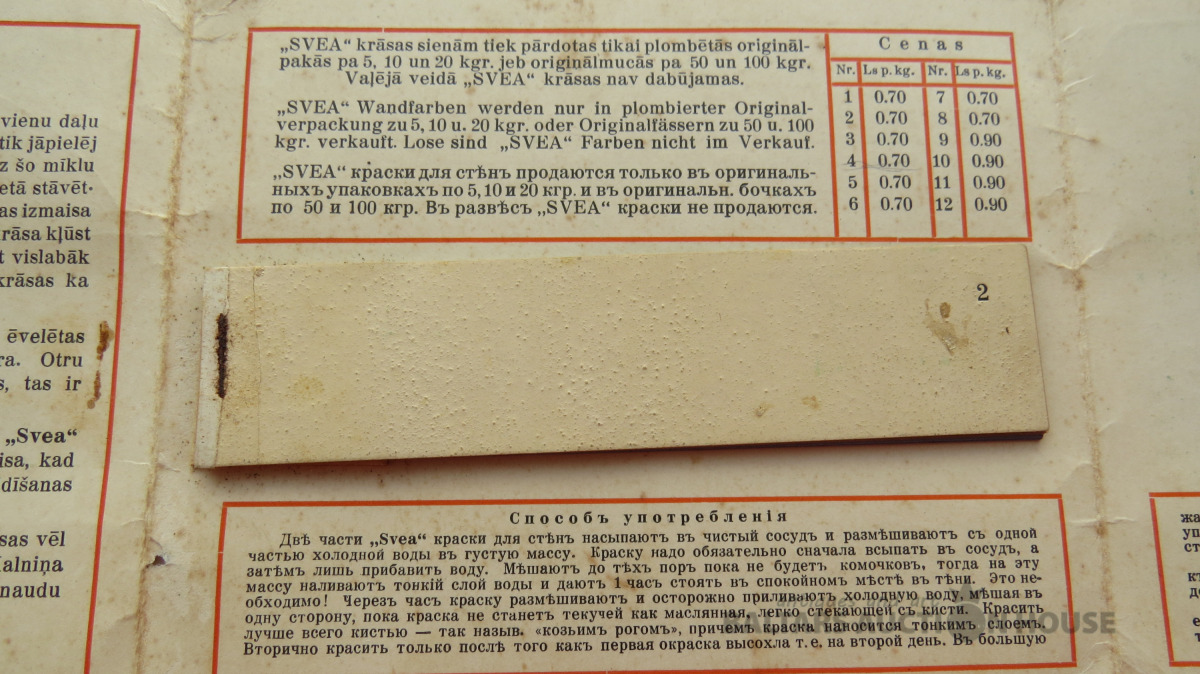 vienu daļu
tik jāpielej
z šo mīklu
etā stāvēt-
as izmaisa
krāsa kļūst
t vislabāk
krāsas ka
ēvelētas
ra. Otru
s, tas ir
„Svea“
isa, kad
dīšanas
sas vēl
Kalniņa
naudu
„SVEA“ krāsas sienām tiek pārdotas tikai plombētās origināl-
pakās pa 5, 10 un 20 kgr. jeb originālmucās pa 50 un 100 kgr.
Vaļējā veidā „SVEA“ krāsas nav dabūjamas.
„SVEA“ Wandfarben werden nur in plombierter Original-
verpackung zu 5, 10 u. 20 kgr. oder Originalfässern zu 50 u. 100
kgr. verkauft. Lose sind „SVEA“ Farben nicht im Verkauf.
„SVEA“ краски для стѣнъ продаются только въ оригиналь-
ныхъ упаковкахъ по 5, 10 и 20 кгр. и въ оригинальн. бочкахъ
по 50 и 100 кгр. Въ развѣсъ „SVEA“ краски не продаются.
Cenas
Nr. Ls p. kg. Nr. Ls p. kg.
1 0.70 7 0.70
2 0.70 8 0.70
3 0.70 9 0.90
4 0.70 10 0.90
5 0.70 11 0.90
6 0.70 12 0.90
2
Способъ употребленія
Двѣ части „Svea“ краски для стѣнъ насыпаютъ въ чистый сосудъ и размѣшиваютъ съ одной
частью холодной воды въ густую массу. Краску надо обязательно сначала всыпать въ сосудъ, а
затѣмъ лишь прибавить воду. Мѣшаютъ до тѣхъ поръ пока не будетъ комочковъ, тогда на эту
массу наливаютъ тонкій слой воды и даютъ 1 часъ стоять въ спокойномъ мѣстѣ въ тѣни. Это не-
обходимо! Черезъ часъ краску размѣшиваютъ и осторожно приливаютъ холодную воду, мѣшая въ
одну сторону, пока краска не станетъ текучей как маслянная, легко стекающей съ кисти. Красить
лучше всего кистью — так назыв. «козьимъ рогомъ», причемъ краска наносится тонкимъ слоемъ.
Вторично красить только послѣ того какъ первая окраска высохла т. е. на второй день. Въ большую
жа
уп
ст
къ
до
е